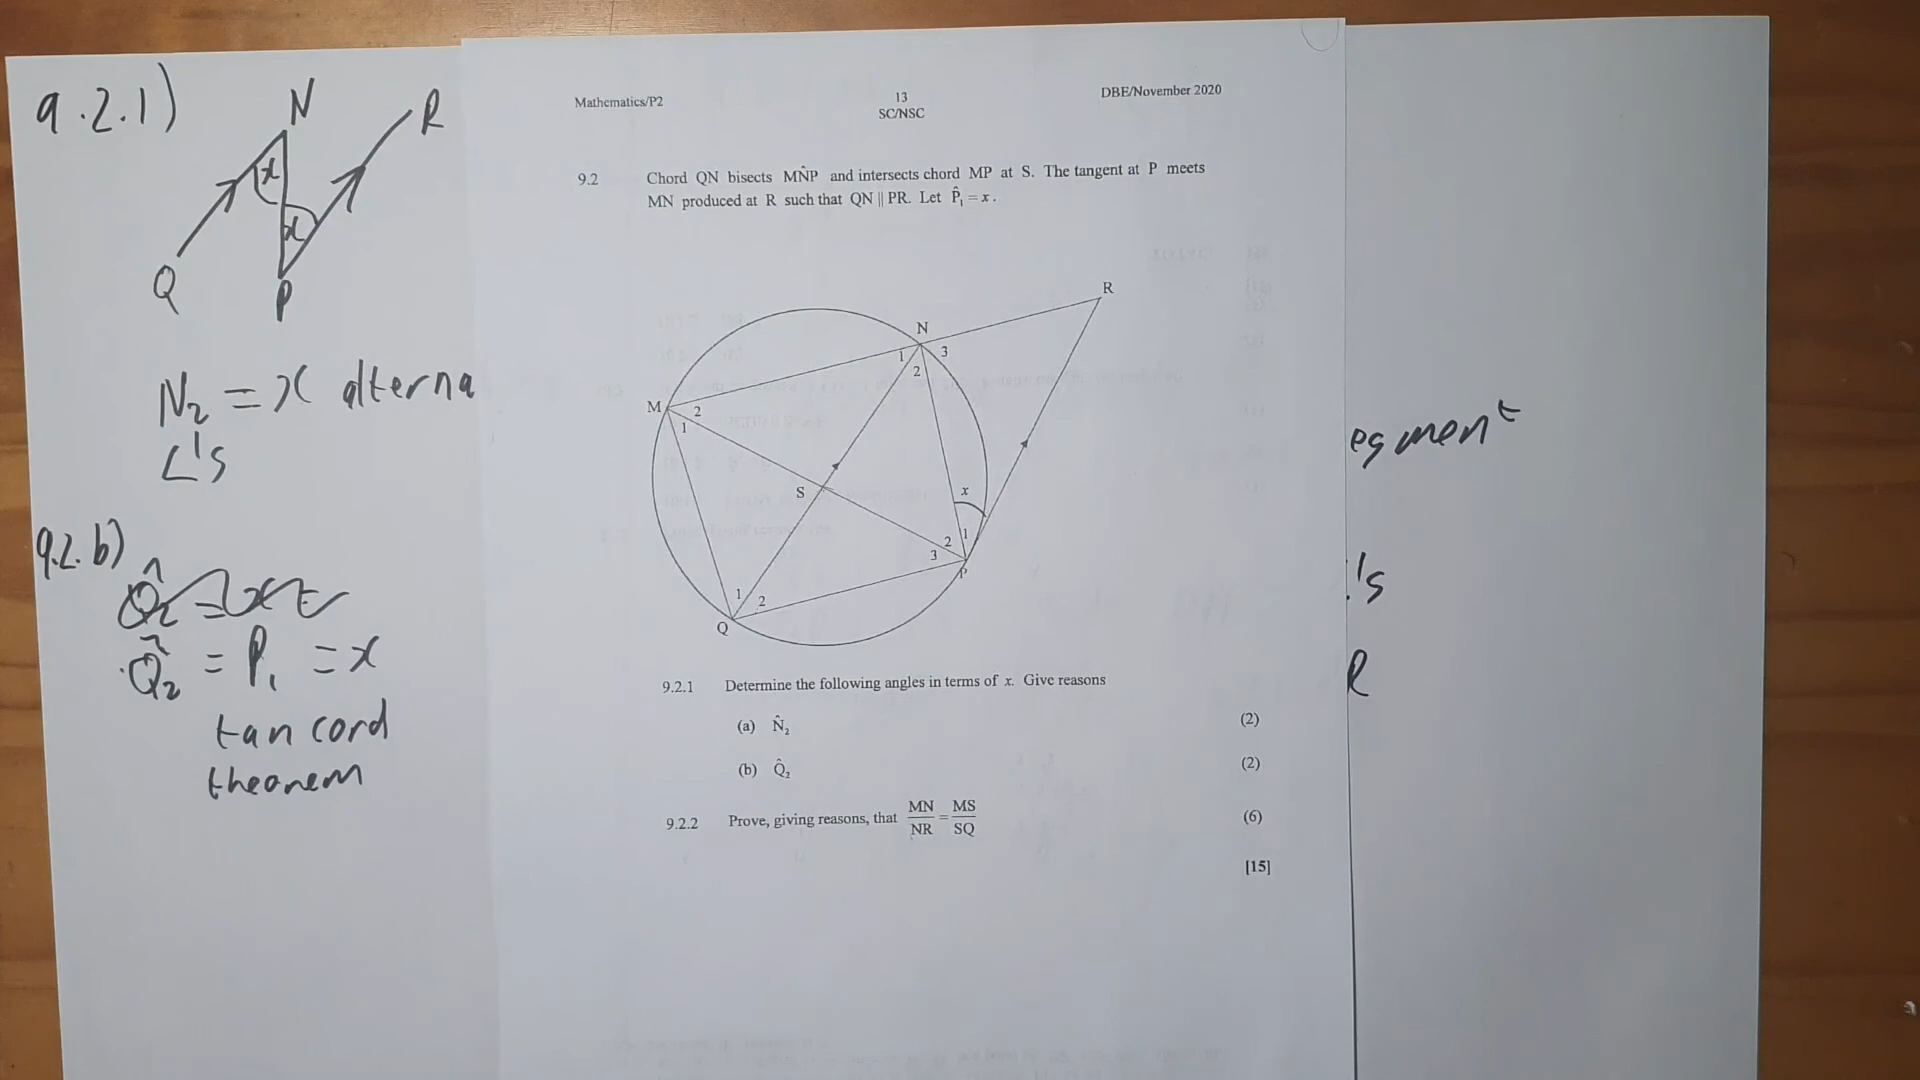 9.2.1)
N
R
x
x
Q
P
N₂ = x alterna
L's
9.2.b)
Q̂₂ = P₁ = x
tan cord
theorem
Mathematics/P2
13
SC/NSC
DBE/November 2020
9.2 Chord QN bisects MN̂P and intersects chord MP at S. The tangent at P meets
MN produced at R such that QN || PR. Let P̂₁ = x.
R
N
1 3
2
M 2
1
S
x
2 1
3
P
1 2
Q
9.2.1 Determine the following angles in terms of x. Give reasons
(a) N̂₂ (2)
(b) Q̂₂ (2)
9.2.2 Prove, giving reasons, that MN/NR = MS/SQ (6)
[15]
egment
's
R